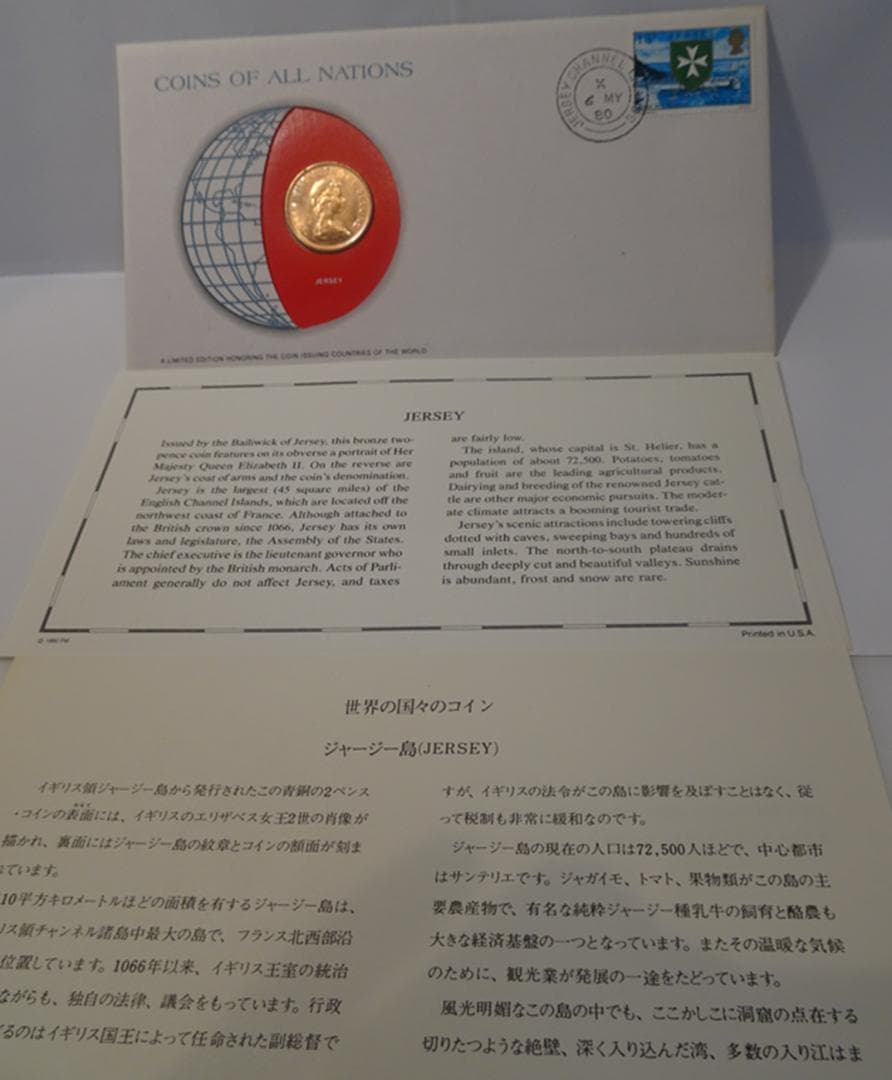 COINS OF ALL NATIONS
JERSEY CHANNEL
X
6 MY
80
JERSEY
A LIMITED EDITION HONORING THE COIN ISSUING COUNTRIES OF THE WORLD
JERSEY
Issued by the Bailiwick of Jersey, this bronze two-
pence coin features on its obverse a portrait of Her
Majesty Queen Elizabeth II. On the reverse are
Jersey's coat of arms and the coin's denomination.
Jersey is the largest (45 square miles) of the
English Channel Islands, which are located off the
northwest coast of France. Although attached to
the British crown since 1066, Jersey has its own
laws and legislature, the Assembly of the States.
The chief executive is the lieutenant governor who
is appointed by the British monarch. Acts of Parli-
ament generally do not affect Jersey, and taxes
are fairly low.
The island, whose capital is St. Helier, has a
population of about 72,500. Potatoes, tomatoes
and fruit are the leading agricultural products.
Dairying and breeding of the renowned Jersey cat-
tle are other major economic pursuits. The moder-
ate climate attracts a booming tourist trade.
Jersey's scenic attractions include towering cliffs
dotted with caves, sweeping bays and hundreds of
small inlets. The north-to-south plateau drains
through deeply cut and beautiful valleys. Sunshine
is abundant, frost and snow are rare.
Printed in U.S.A.
世界の国々のコイン
ジャージー島(JERSEY)
イギリス領ジャージー島から発行されたこの青銅の2ペンス
・コインの表面には、イギリスのエリザベス女王2世の肖像が
描かれ、裏面にはジャージー島の紋章とコインの額面が刻ま
ています。
10平方キロメートルほどの面積を有するジャージー島は、
ス領チャンネル諸島中最大の島で、フランス北西部沿
位置しています。1066年以来、イギリス王室の統治
ながらも、独自の法律、議会をもっています。行政
るのはイギリス国王によって任命された副総督で
すが、イギリスの法令がこの島に影響を及ぼすことはなく、従
って税制も非常に緩和なのです。
ジャージー島の現在の人口は72,500人ほどで、中心都市
はサンテリエです。ジャガイモ、トマト、果物類がこの島の主
要農産物で、有名な純粋ジャージー種乳牛の飼育と酪農も
大きな経済基盤の一つとなっています。またその温暖な気候
のために、観光業が発展の一途をたどっています。
風光明媚なこの島の中でも、ここかしこに洞窟の点在する
切りたつような絶壁、深く入り込んだ湾、多数の入り江はま